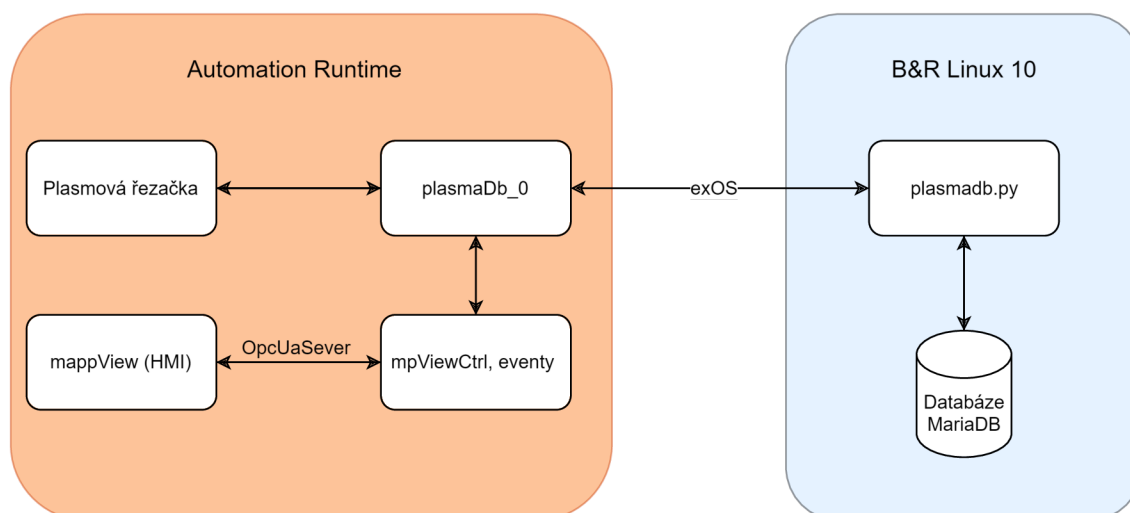 Automation Runtime
B&R Linux 10
Plasmová řezačka
plasmaDb_0
exOS
plasmadb.py
mappView (HMI)
OpcUaSever
mpViewCtrl, eventy
Databáze
MariaDB